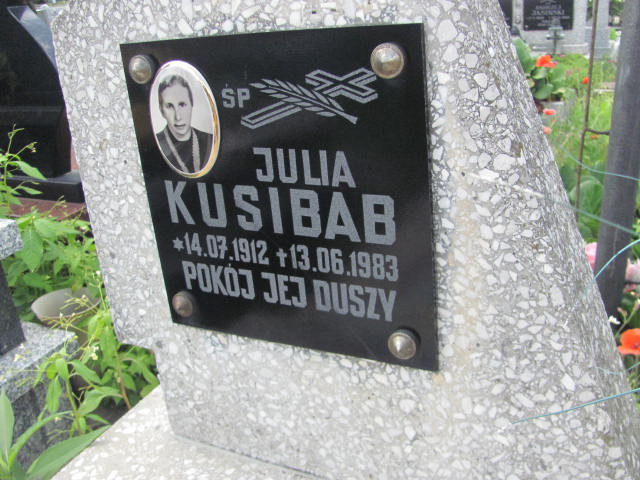 ŚP
JULIA
KUSIBAB
*14.07.1912 +13.06.1983
POKÓJ JEJ DUSZY